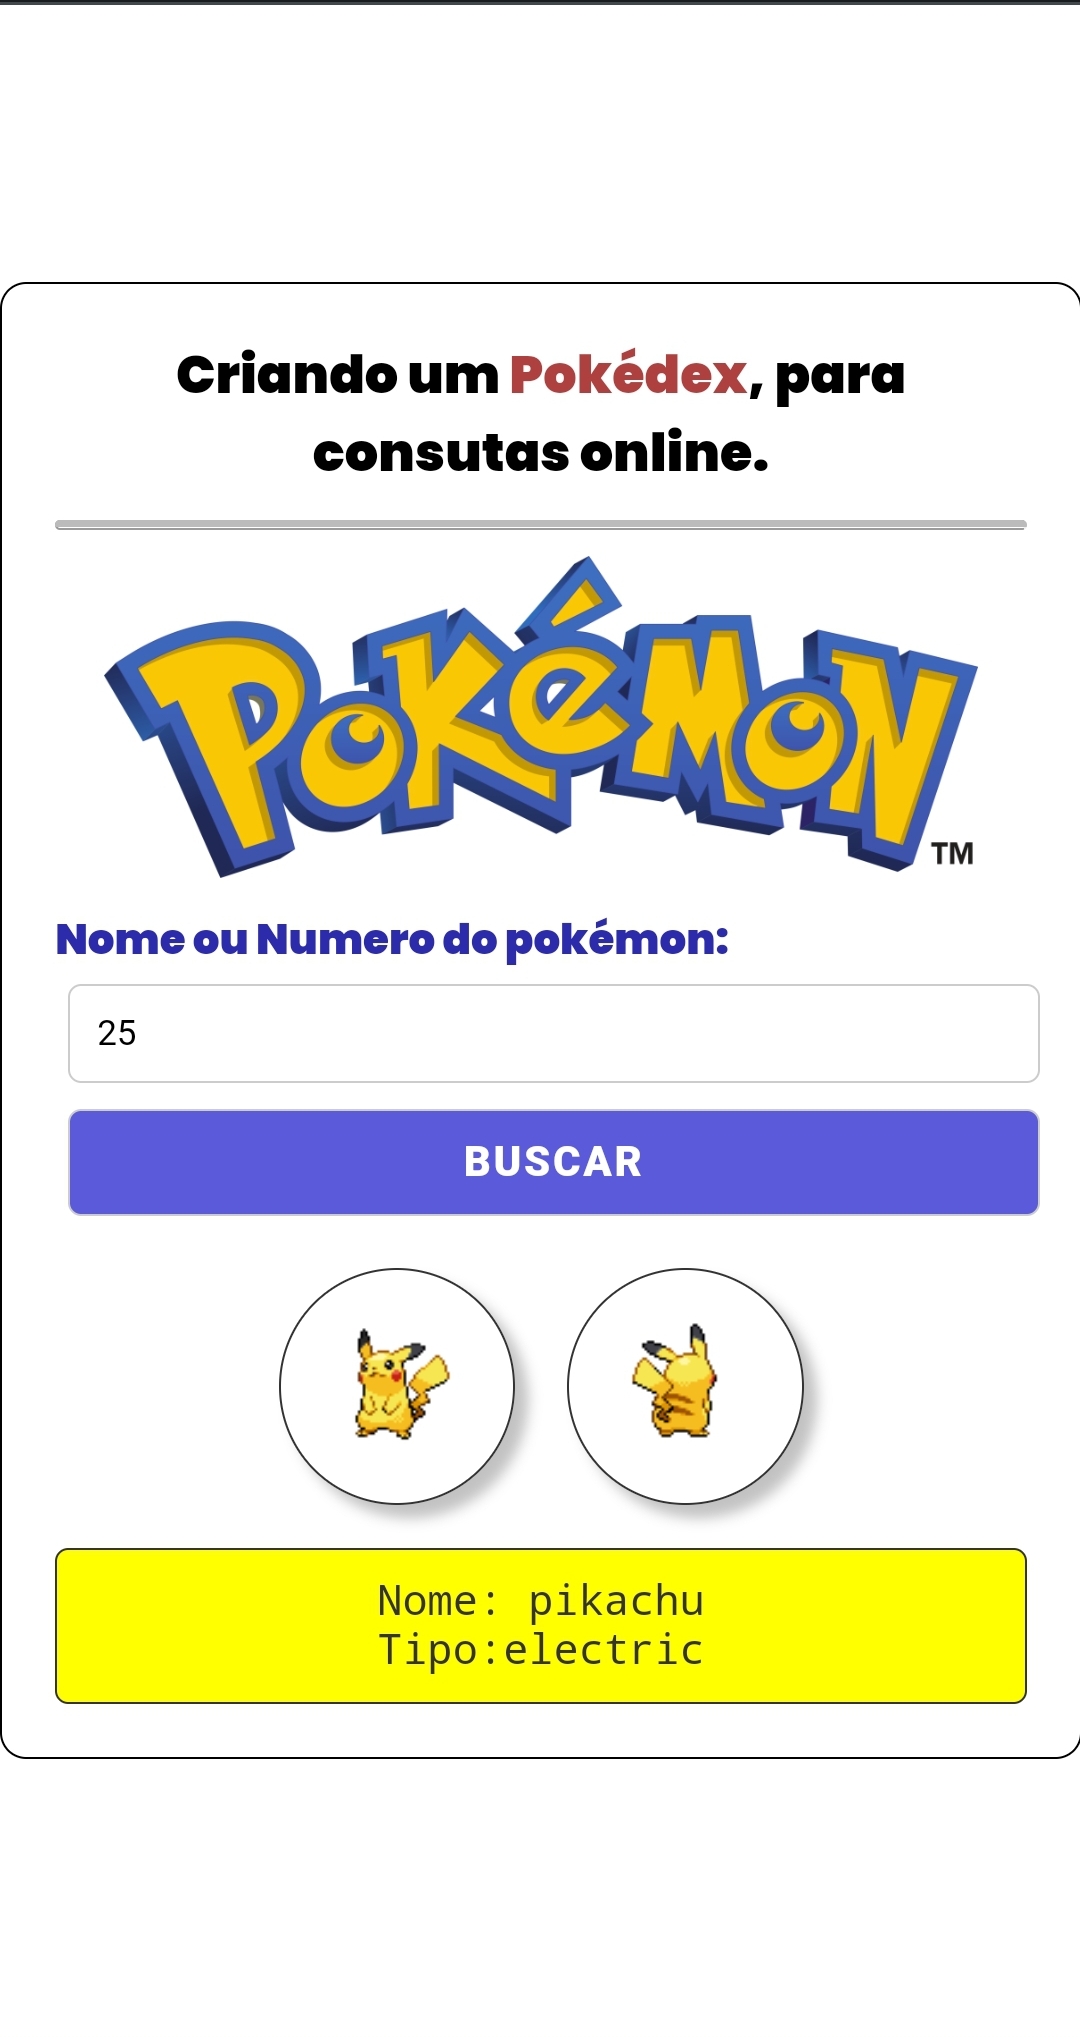 Criando um Pokédex, para
consutas online.
POKéMON
TM
Nome ou Numero do pokémon:
25
BUSCAR
Nome: pikachu
Tipo:electric